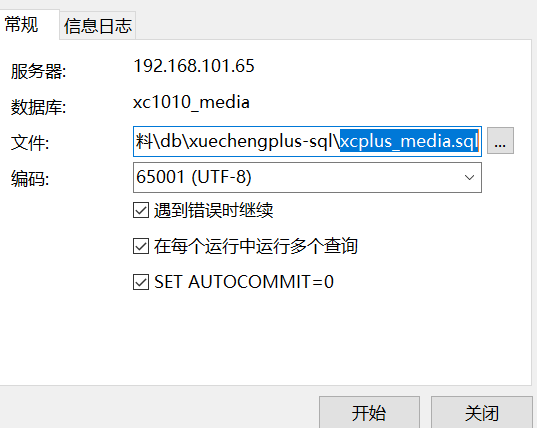 常规 信息日志
服务器: 192.168.101.65
数据库: xc1010_media
文件: 料\db\xuechengplus-sql\xcplus_media.sql ...
编码: 65001 (UTF-8)
遇到错误时继续
在每个运行中运行多个查询
SET AUTOCOMMIT=0
开始 关闭